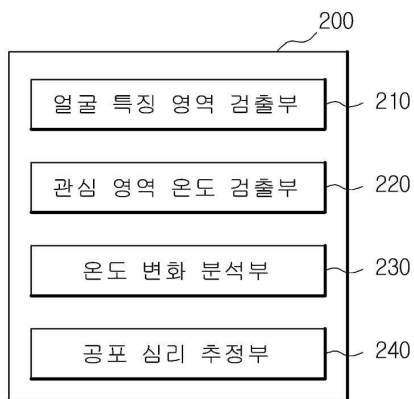 200
얼굴 특징 영역 검출부 210
관심 영역 온도 검출부 220
온도 변화 분석부 230
공포 심리 추정부 240